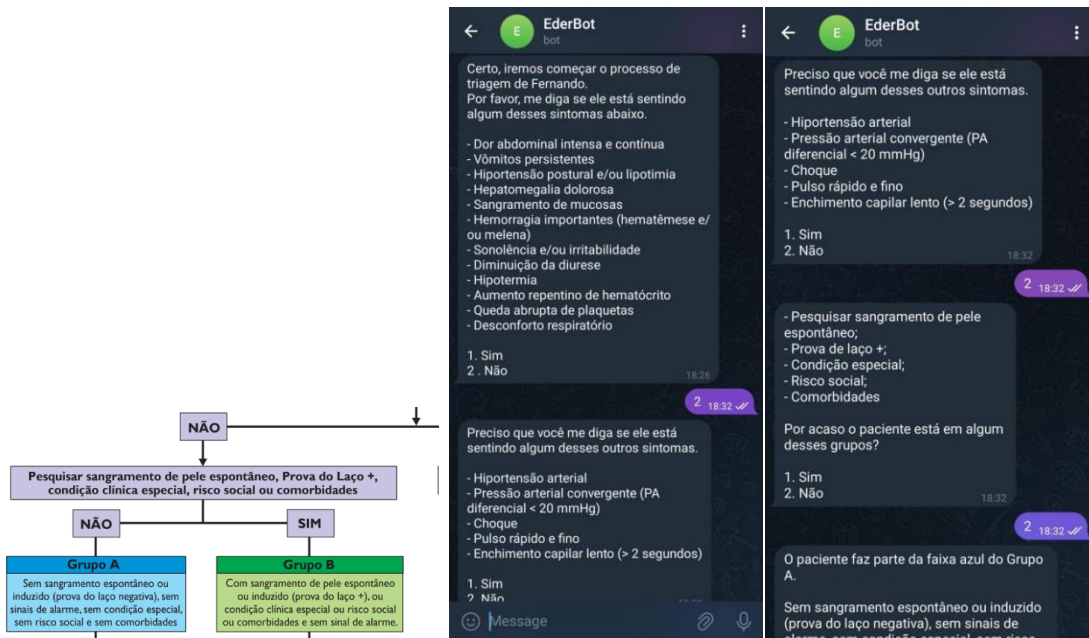 NÃO
Pesquisar sangramento de pele espontâneo, Prova do Laço +,
condição clínica especial, risco social ou comorbidades
NÃO
SIM
Grupo A
Sem sangramento espontâneo ou
induzido (prova do laço negativa), sem
sinais de alarme, sem condição especial,
sem risco social e sem comorbidades
Grupo B
Com sangramento de pele espontâneo
ou induzido (prova do laço +), ou
condição clínica especial ou risco social
ou comorbidades e sem sinal de alarme.
E
EderBot
bot
Certo, iremos começar o processo de
triagem de Fernando.
Por favor, me diga se ele está sentindo
algum desses sintomas abaixo.
- Dor abdominal intensa e contínua
- Vômitos persistentes
- Hiportensão postural e/ou lipotimia
- Hepatomegalia dolorosa
- Sangramento de mucosas
- Hemorragia importantes (hematêmese e/
ou melena)
- Sonolência e/ou irritabilidade
- Diminuição da diurese
- Hipotermia
- Aumento repentino de hematócrito
- Queda abrupta de plaquetas
- Desconforto respiratório
1. Sim
2 . Não
18:26
2 18:32
Preciso que você me diga se ele está
sentindo algum desses outros sintomas.
- Hiportensão arterial
- Pressão arterial convergente (PA
diferencial < 20 mmHg)
- Choque
- Pulso rápido e fino
- Enchimento capilar lento (> 2 segundos)
1. Sim
2. Não
Message
E
EderBot
bot
Preciso que você me diga se ele está
sentindo algum desses outros sintomas.
- Hiportensão arterial
- Pressão arterial convergente (PA
diferencial < 20 mmHg)
- Choque
- Pulso rápido e fino
- Enchimento capilar lento (> 2 segundos)
1. Sim
2. Não
18:32
2 18:32
- Pesquisar sangramento de pele
espontâneo;
- Prova de laço +;
- Condição especial;
- Risco social;
- Comorbidades
Por acaso o paciente está em algum
desses grupos?
1. Sim
2. Não
18:32
2 18:32
O paciente faz parte da faixa azul do Grupo
A.
Sem sangramento espontâneo ou induzido
(prova do laço negativa), sem sinais de